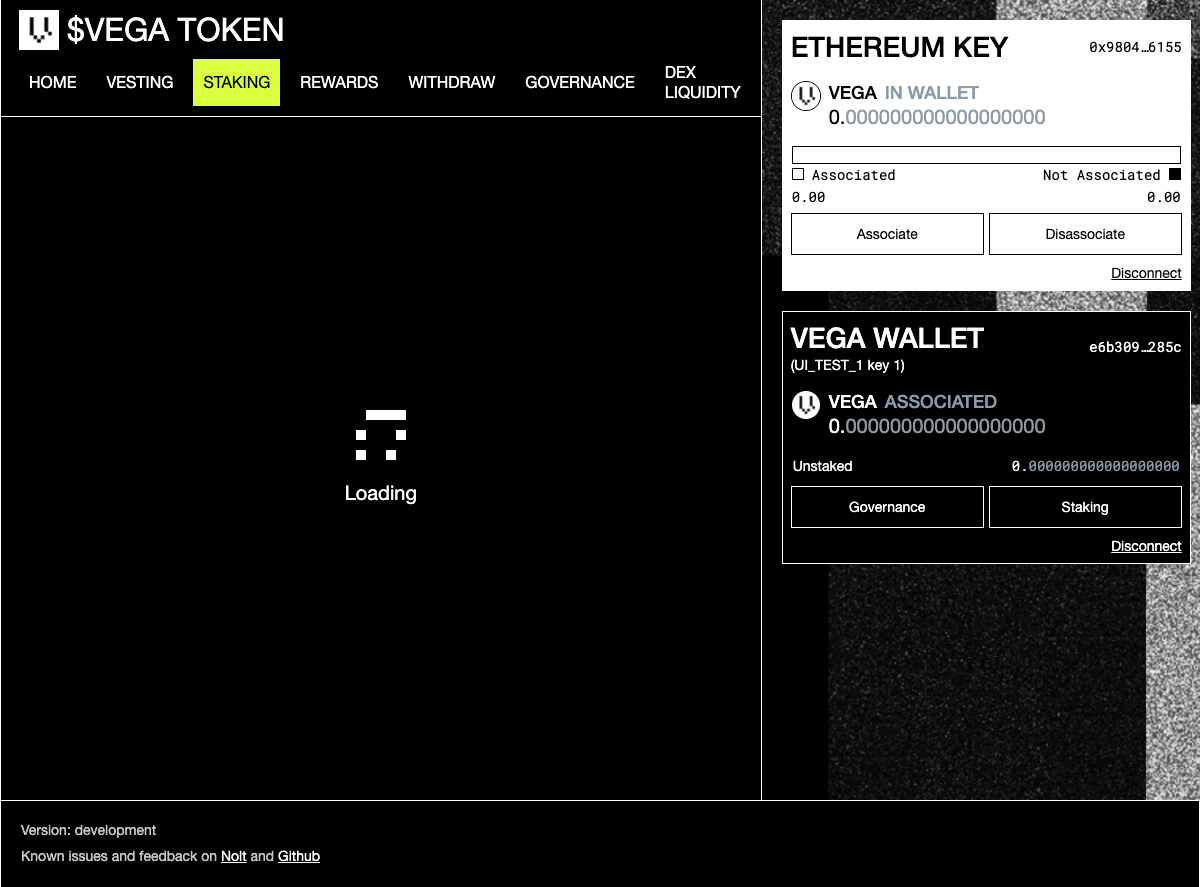 $VEGA TOKEN
HOME VESTING STAKING REWARDS WITHDRAW GOVERNANCE DEX LIQUIDITY
Loading
ETHEREUM KEY 0x9804…6155
VEGA IN WALLET
0.000000000000000000
Associated Not Associated
0.00 0.00
Associate Disassociate
Disconnect
VEGA WALLET e6b309…285c
(UI_TEST_1 key 1)
VEGA ASSOCIATED
0.000000000000000000
Unstaked 0.000000000000000000
Governance Staking
Disconnect
Version: development
Known issues and feedback on Nolt and Github